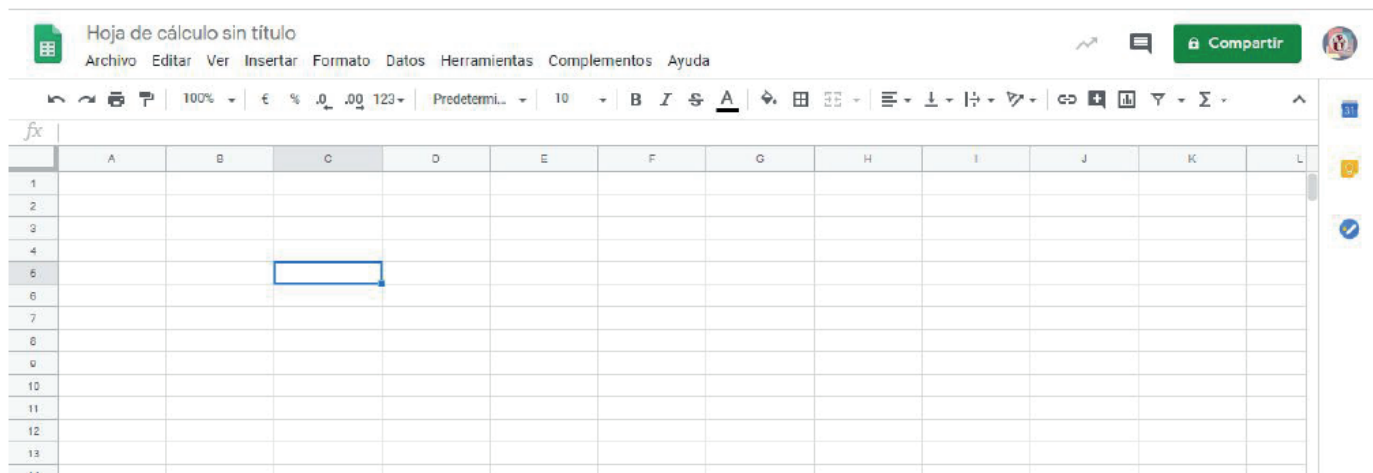 Hoja de cálculo sin título
Compartir
Archivo Editar Ver Insertar Formato Datos Herramientas Complementos Ayuda
100% € % .0 .00 123 Predetermi... 10 B I S A Σ
31
fx
A B C D E F G H I J K L
1
2
3
4
5
6
7
8
9
10
11
12
13